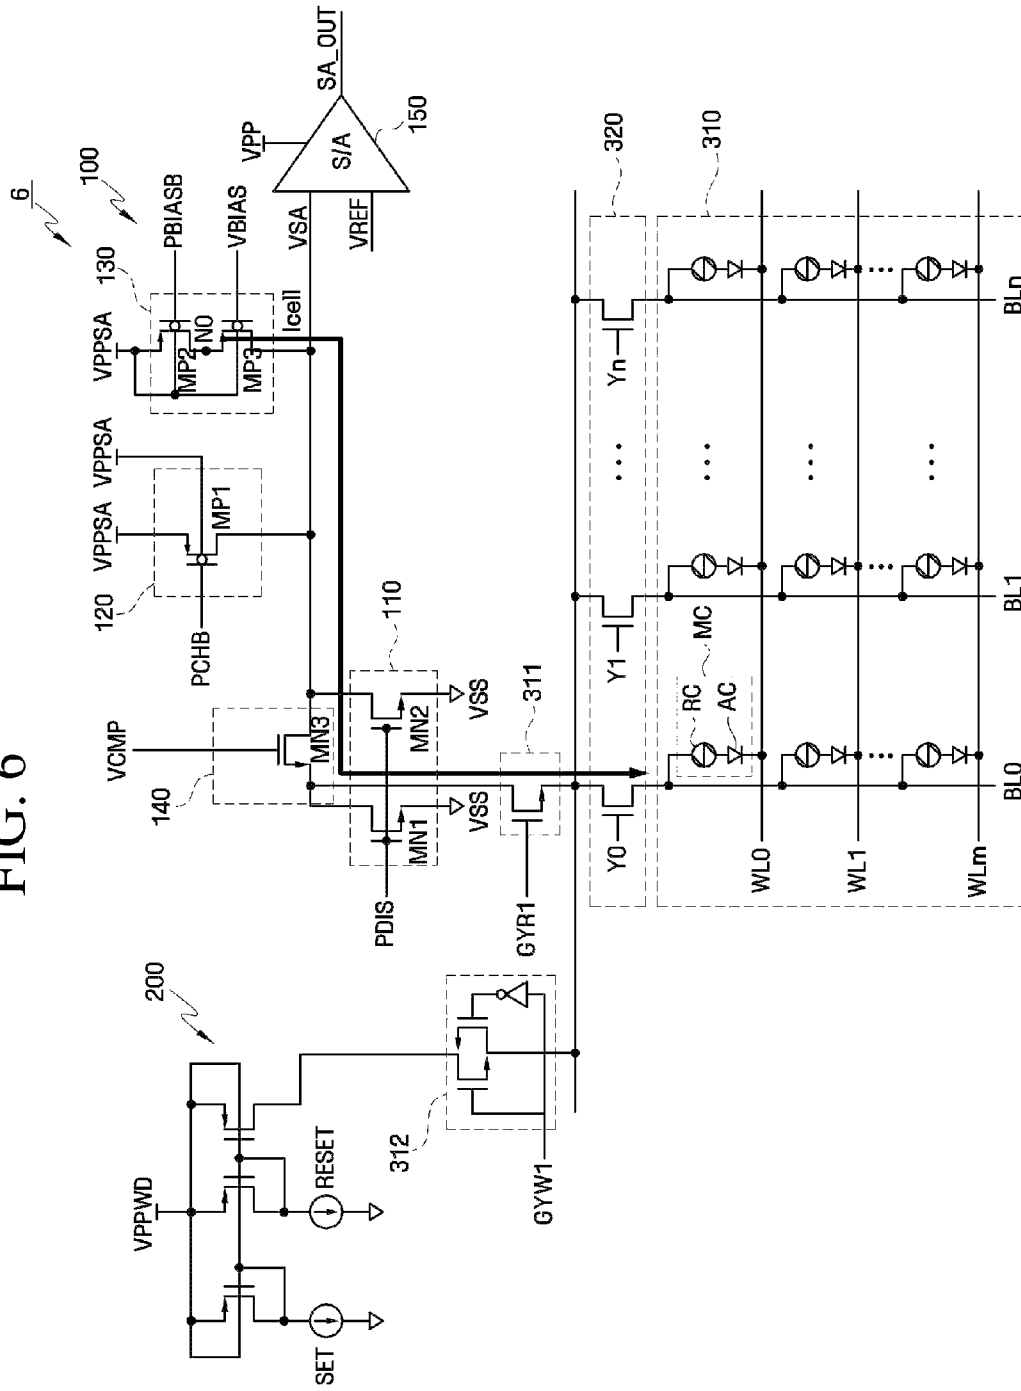 FIG. 6
6
100
200
VPPWD
SET
RESET
GYW1
312
VPPSA
VPPSA
VPPSA
130
PBIASB
VBIAS
MP2
N0
MP3
Icell
120
MP1
PCHB
VCMP
140
MN3
110
MN1
MN2
PDIS
VSS
VSS
VSA
VREF
VPP
S/A
150
SA_OUT
311
GYR1
320
310
Y0
Y1
Yn
MC
RC
AC
WL0
WL1
WLm
BL0
BL1
BLn